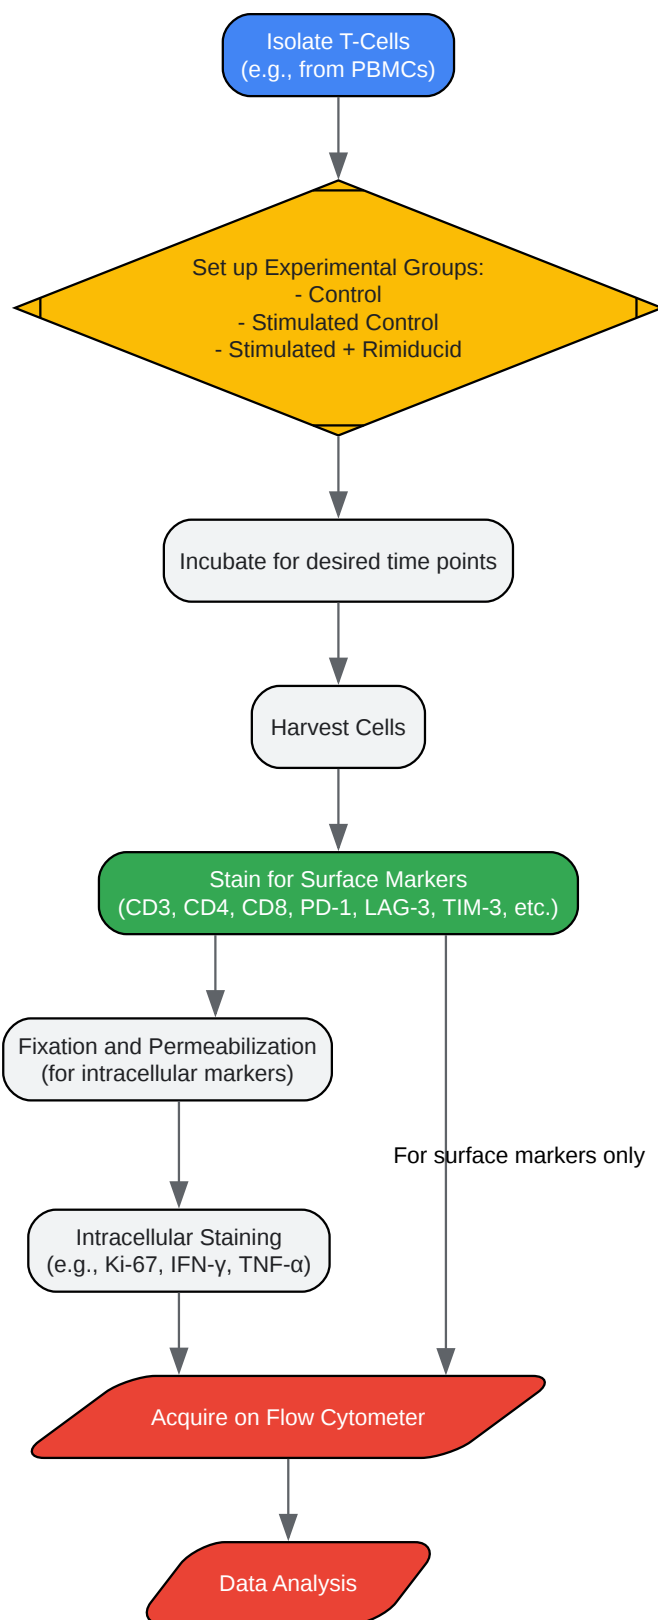 Isolate T-Cells
(e.g., from PBMCs)
Set up Experimental Groups:
- Control
- Stimulated Control
- Stimulated + Rimiducid
Incubate for desired time points
Harvest Cells
Stain for Surface Markers
(CD3, CD4, CD8, PD-1, LAG-3, TIM-3, etc.)
Fixation and Permeabilization
(for intracellular markers)
For surface markers only
Intracellular Staining
(e.g., Ki-67, IFN-γ, TNF-α)
Acquire on Flow Cytometer
Data Analysis